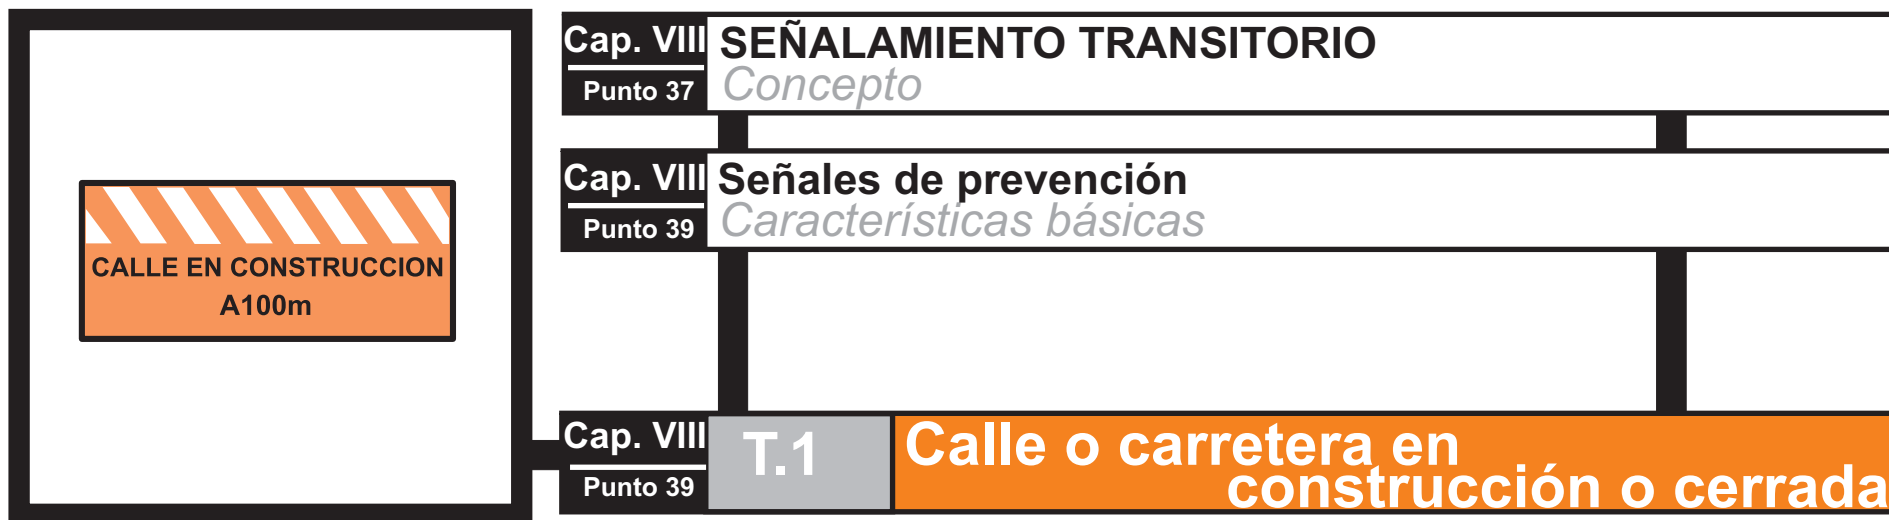 CALLE EN CONSTRUCCION
A100m
Cap. VIII
Punto 37
SEÑALAMIENTO TRANSITORIO
Concepto
Cap. VIII
Punto 39
Señales de prevención
Características básicas
Cap. VIII
Punto 39
T.1
Calle o carretera en
construcción o cerrada